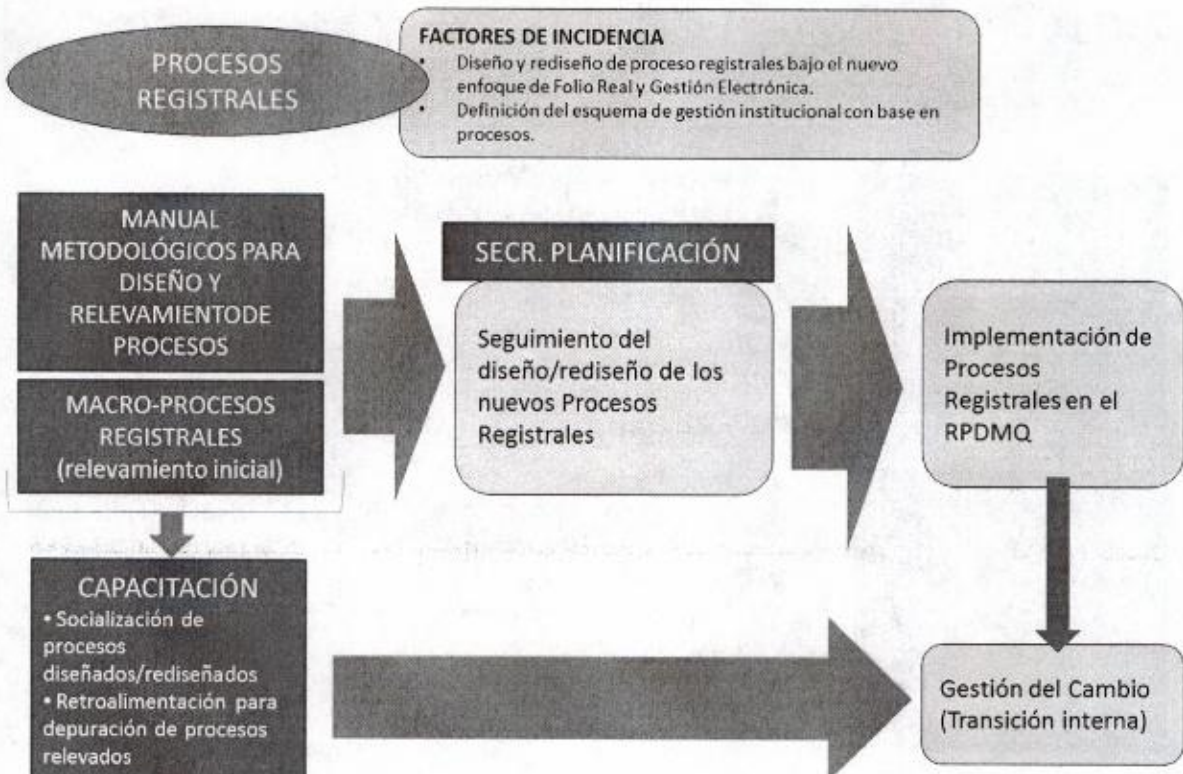 PROCESOS
REGISTRALES
FACTORES DE INCIDENCIA
• Diseño y rediseño de proceso registrales bajo el nuevo
enfoque de Folio Real y Gestión Electrónica.
• Definición del esquema de gestión institucional con base en
procesos.
MANUAL
METODOLÓGICOS PARA
DISEÑO Y
RELEVAMIENTODE
PROCESOS
MACRO-PROCESOS
REGISTRALES
(relevamiento inicial)
SECR. PLANIFICACIÓN
Seguimiento del
diseño/rediseño de los
nuevos Procesos
Registrales
Implementación de
Procesos
Registrales en el
RPDMQ
CAPACITACIÓN
• Socialización de
procesos
diseñados/rediseñados
• Retroalimentación para
depuración de procesos
relevados
Gestión del Cambio
(Transición interna)